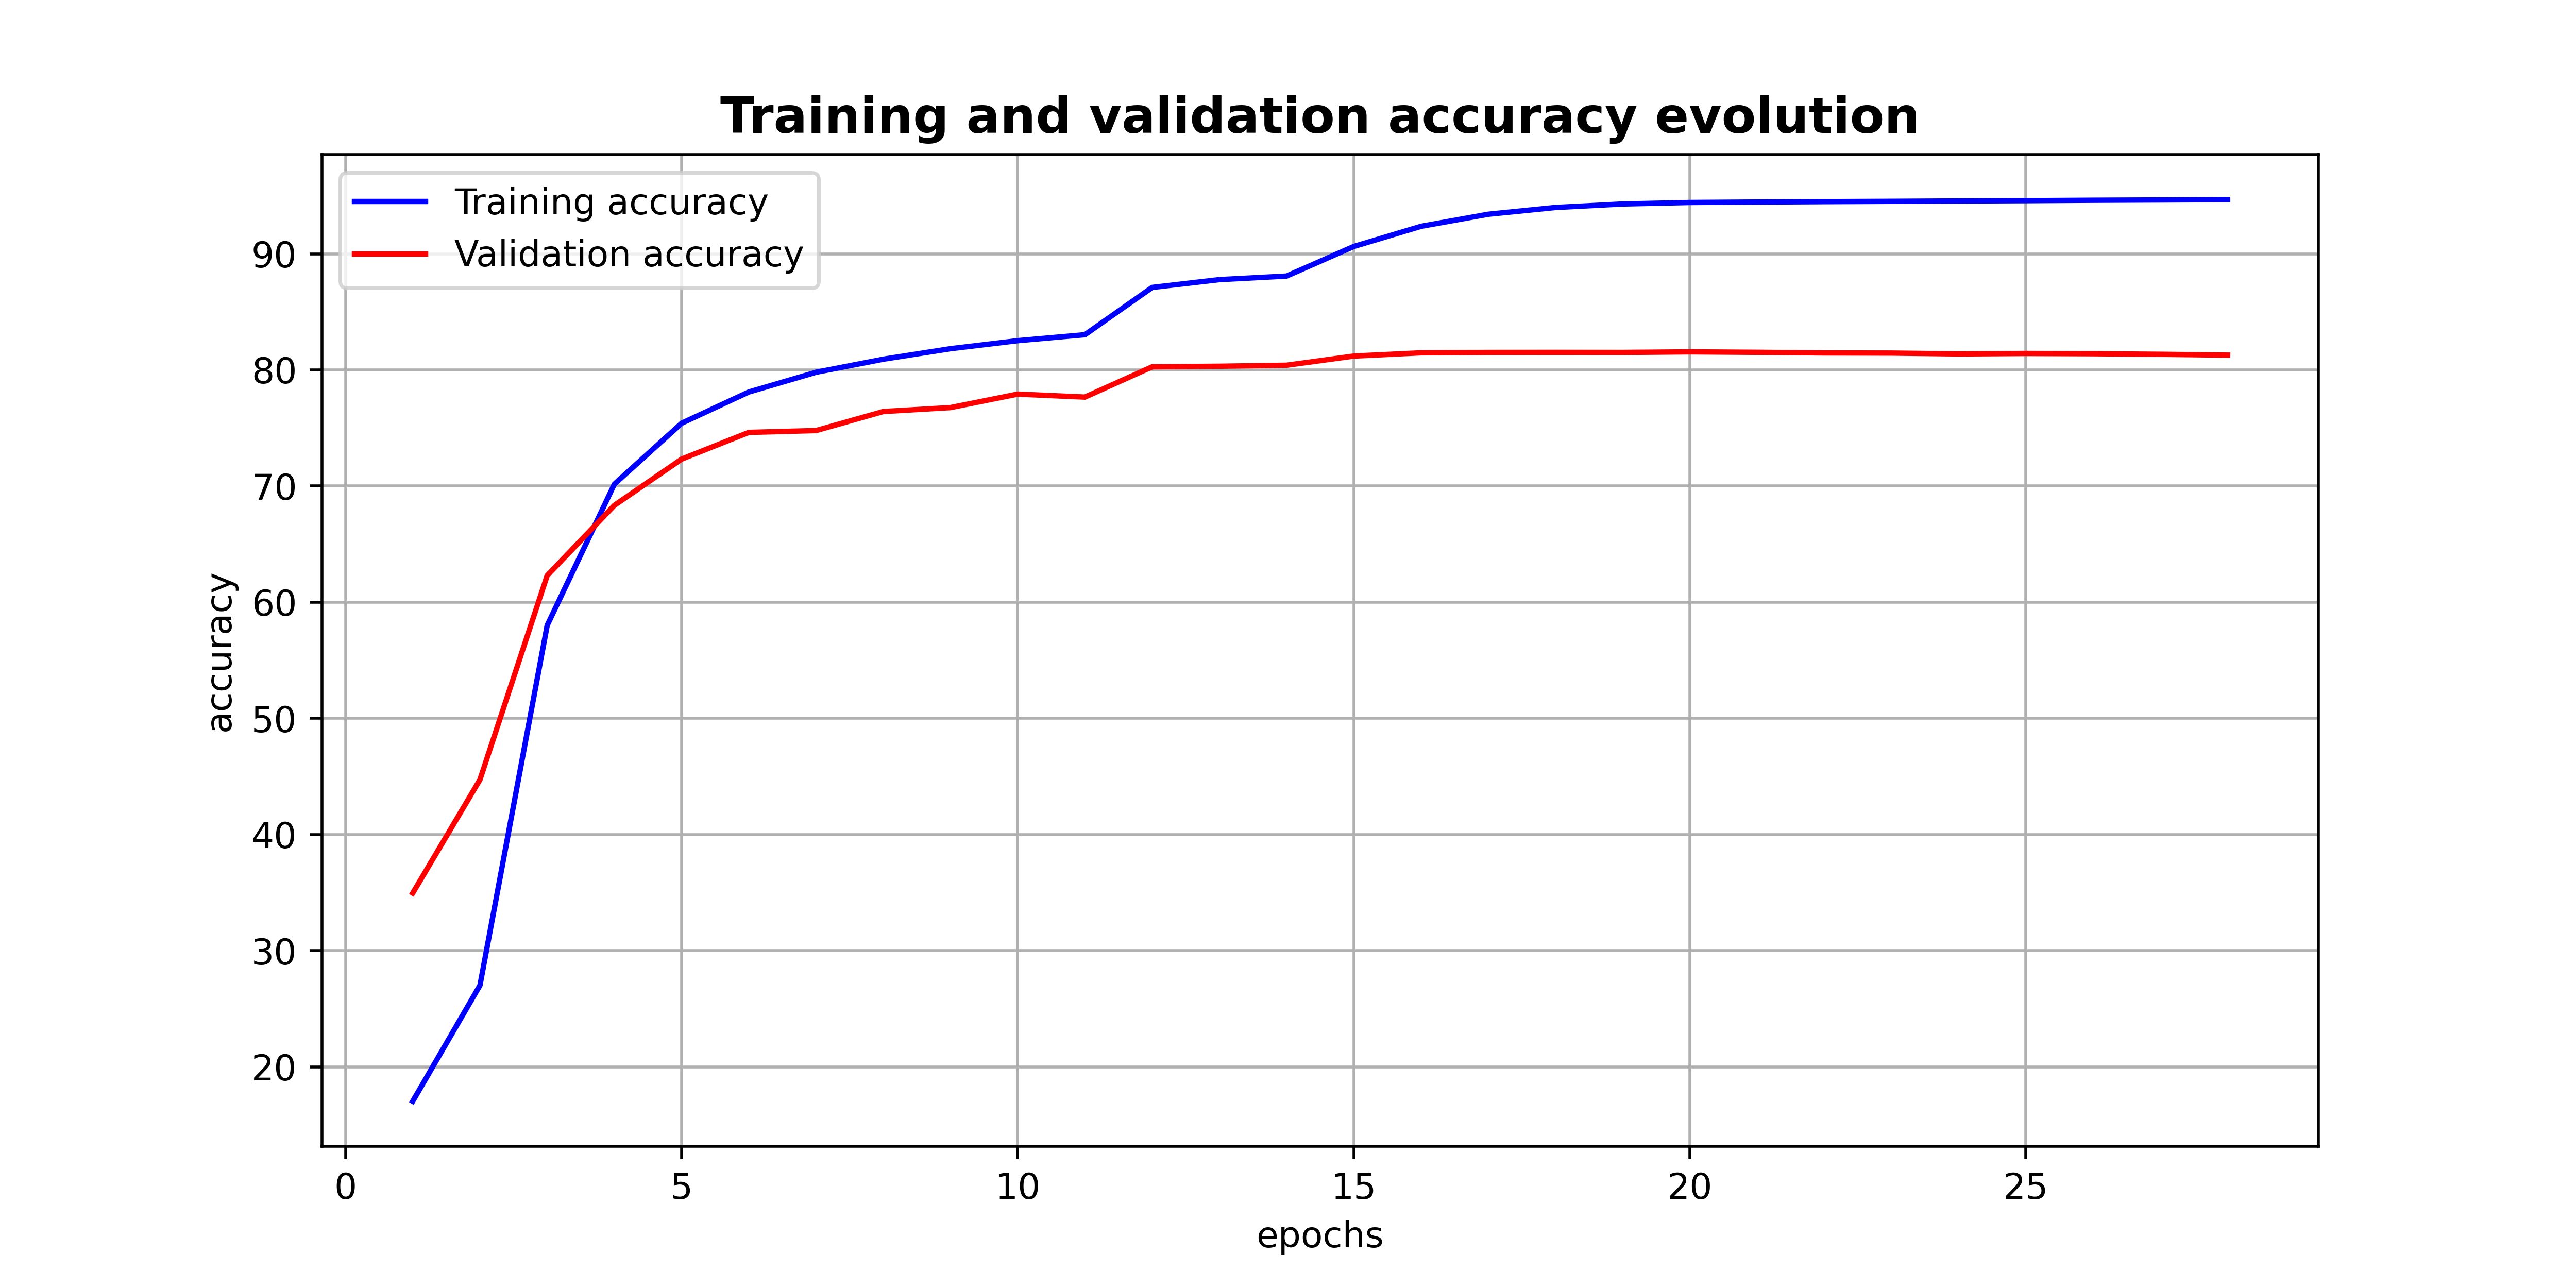 Training and validation accuracy evolution
Training accuracy
Validation accuracy
accuracy
90
80
70
60
50
40
30
20
0 5 10 15 20 25
epochs